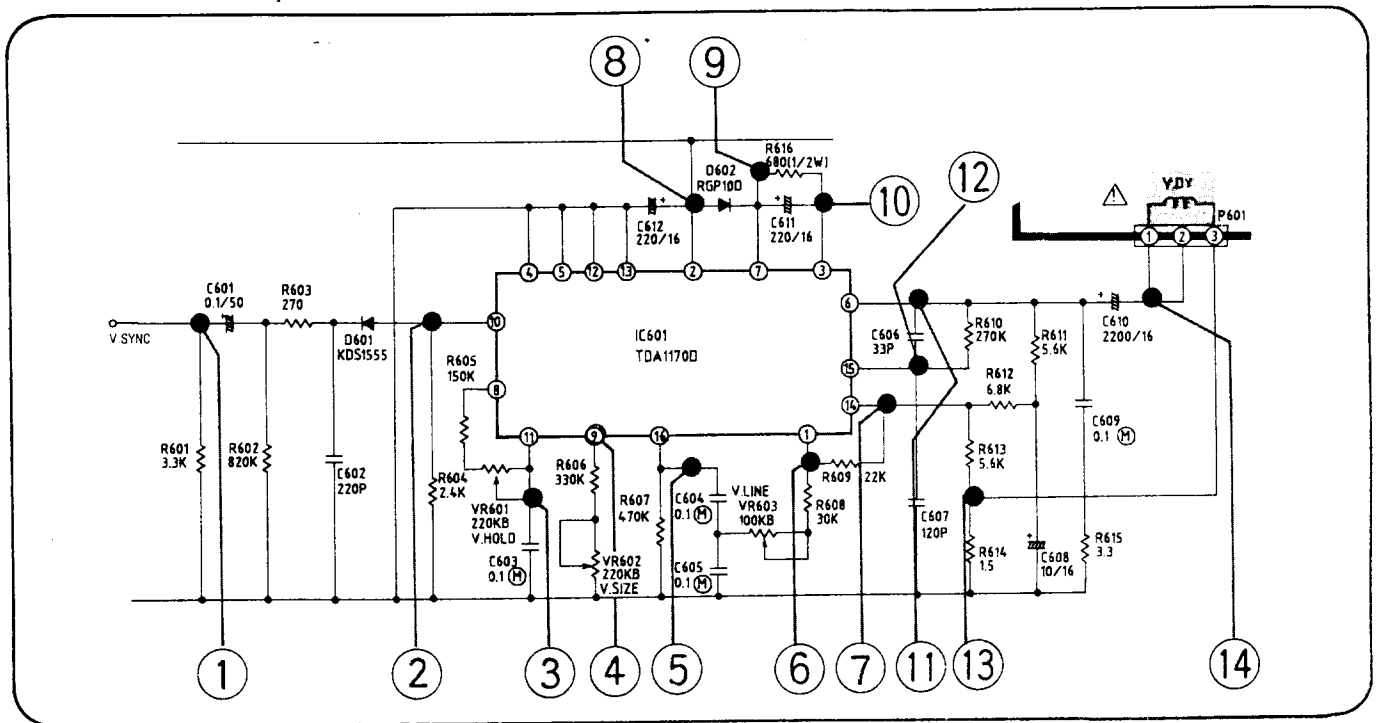 8
9
R616
680(1/2W)
D602
RGP10D
12
10
V.DY
P601
1
2
3
+
C612
220/16
+
C611
220/16
4
5
12
13
2
7
3
C601
0.1/50
+
R603
270
V.SYNC
D601
KDS1555
10
IC601
TDA1170D
6
C606
33P
R610
270K
R611
5.6K
+
C610
2200/16
15
R605
150K
8
14
R612
6.8K
11
9
16
1
R601
3.3K
R602
820K
C602
220P
R604
2.4K
VR601
220KB
V.HOLD
R606
330K
R607
470K
C604
0.1 M
V.LINE
VR603
100KB
R609
22K
R608
30K
R613
5.6K
C609
0.1 M
C603
0.1 M
VR602
220KB
V.SIZE
C605
0.1 M
C607
120P
R614
1.5
+
C608
10/16
R615
3.3
1
2
3
4
5
6
7
11
13
14